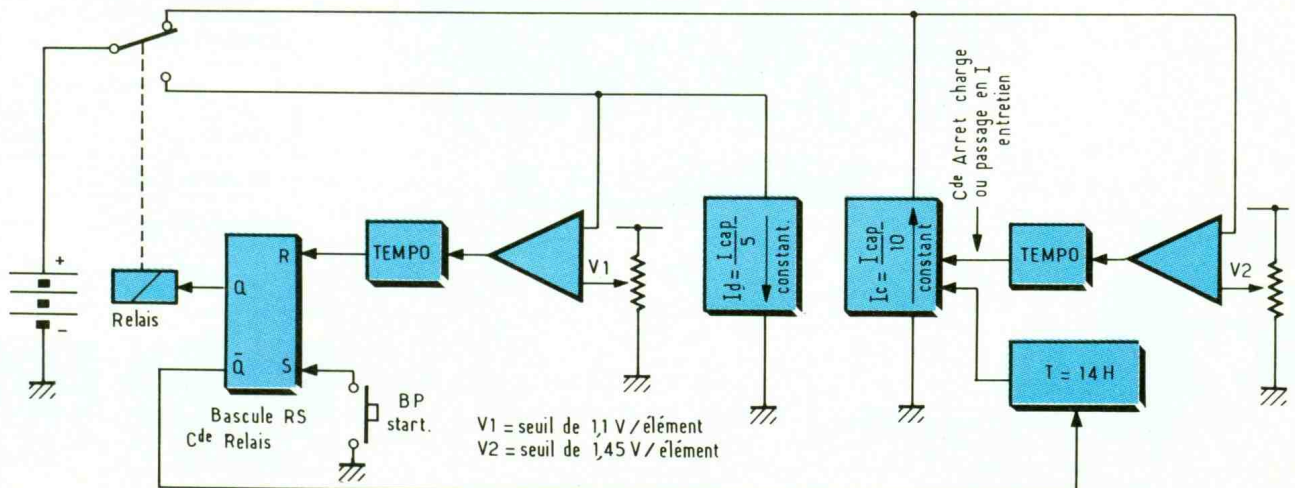 +
−
Relais
Q
Q̄
R
S
Bascule RS
Cde Relais
BP
start.
TEMPO
V1
V1 = seuil de 1,1 V / élément
V2 = seuil de 1,45 V / élément
Id = I cap / 5
constant.
Ic = I cap / 10
constant
Cde Arret charge
ou passage en I
entretien
TEMPO
V2
T = 14 H